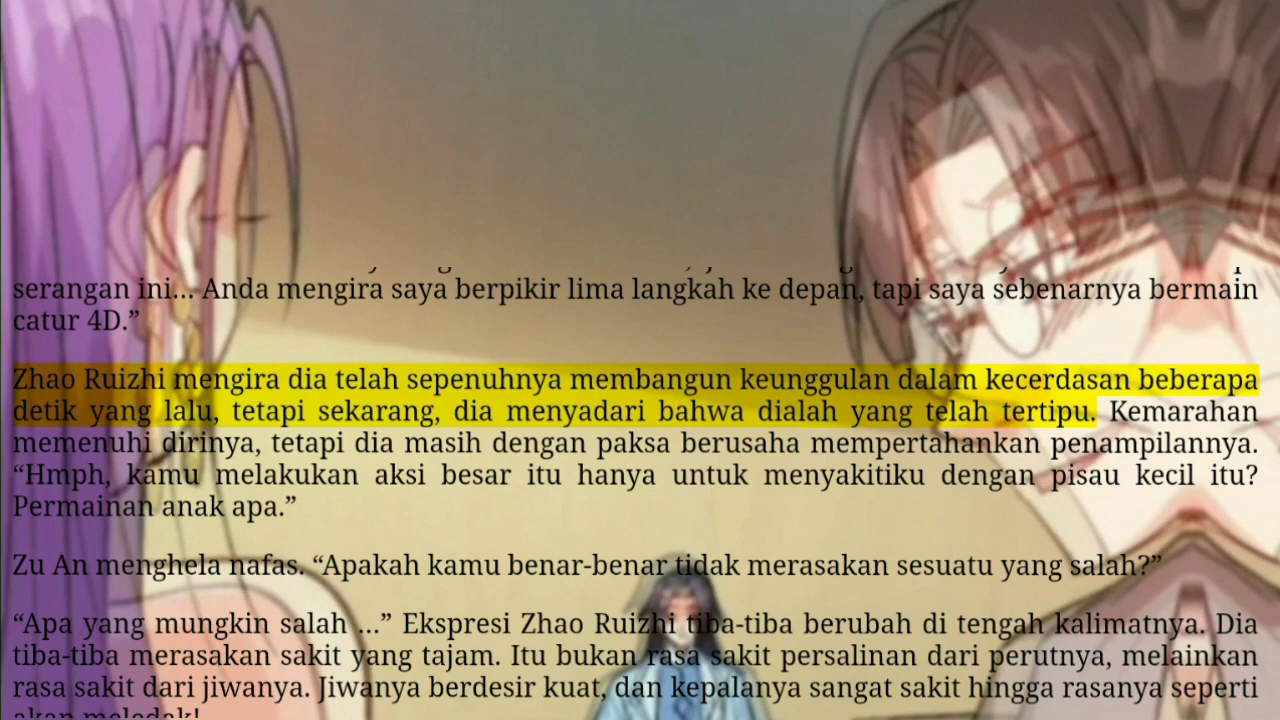 serangan ini... Anda mengira saya berpikir lima langkah ke depan, tapi saya sebenarnya bermain
catur 4D.”
Zhao Ruizhi mengira dia telah sepenuhnya membangun keunggulan dalam kecerdasan beberapa
detik yang lalu, tetapi sekarang, dia menyadari bahwa dialah yang telah tertipu. Kemarahan
memenuhi dirinya, tetapi dia masih dengan paksa berusaha mempertahankan penampilannya.
“Hmph, kamu melakukan aksi besar itu hanya untuk menyakitiku dengan pisau kecil itu?
Permainan anak apa.”
Zu An menghela nafas. “Apakah kamu benar-benar tidak merasakan sesuatu yang salah?”
“Apa yang mungkin salah ...” Ekspresi Zhao Ruizhi tiba-tiba berubah di tengah kalimatnya. Dia
tiba-tiba merasakan sakit yang tajam. Itu bukan rasa sakit persalinan dari perutnya, melainkan
rasa sakit dari jiwanya. Jiwanya berdesir kuat, dan kepalanya sangat sakit hingga rasanya seperti
akan meledak!